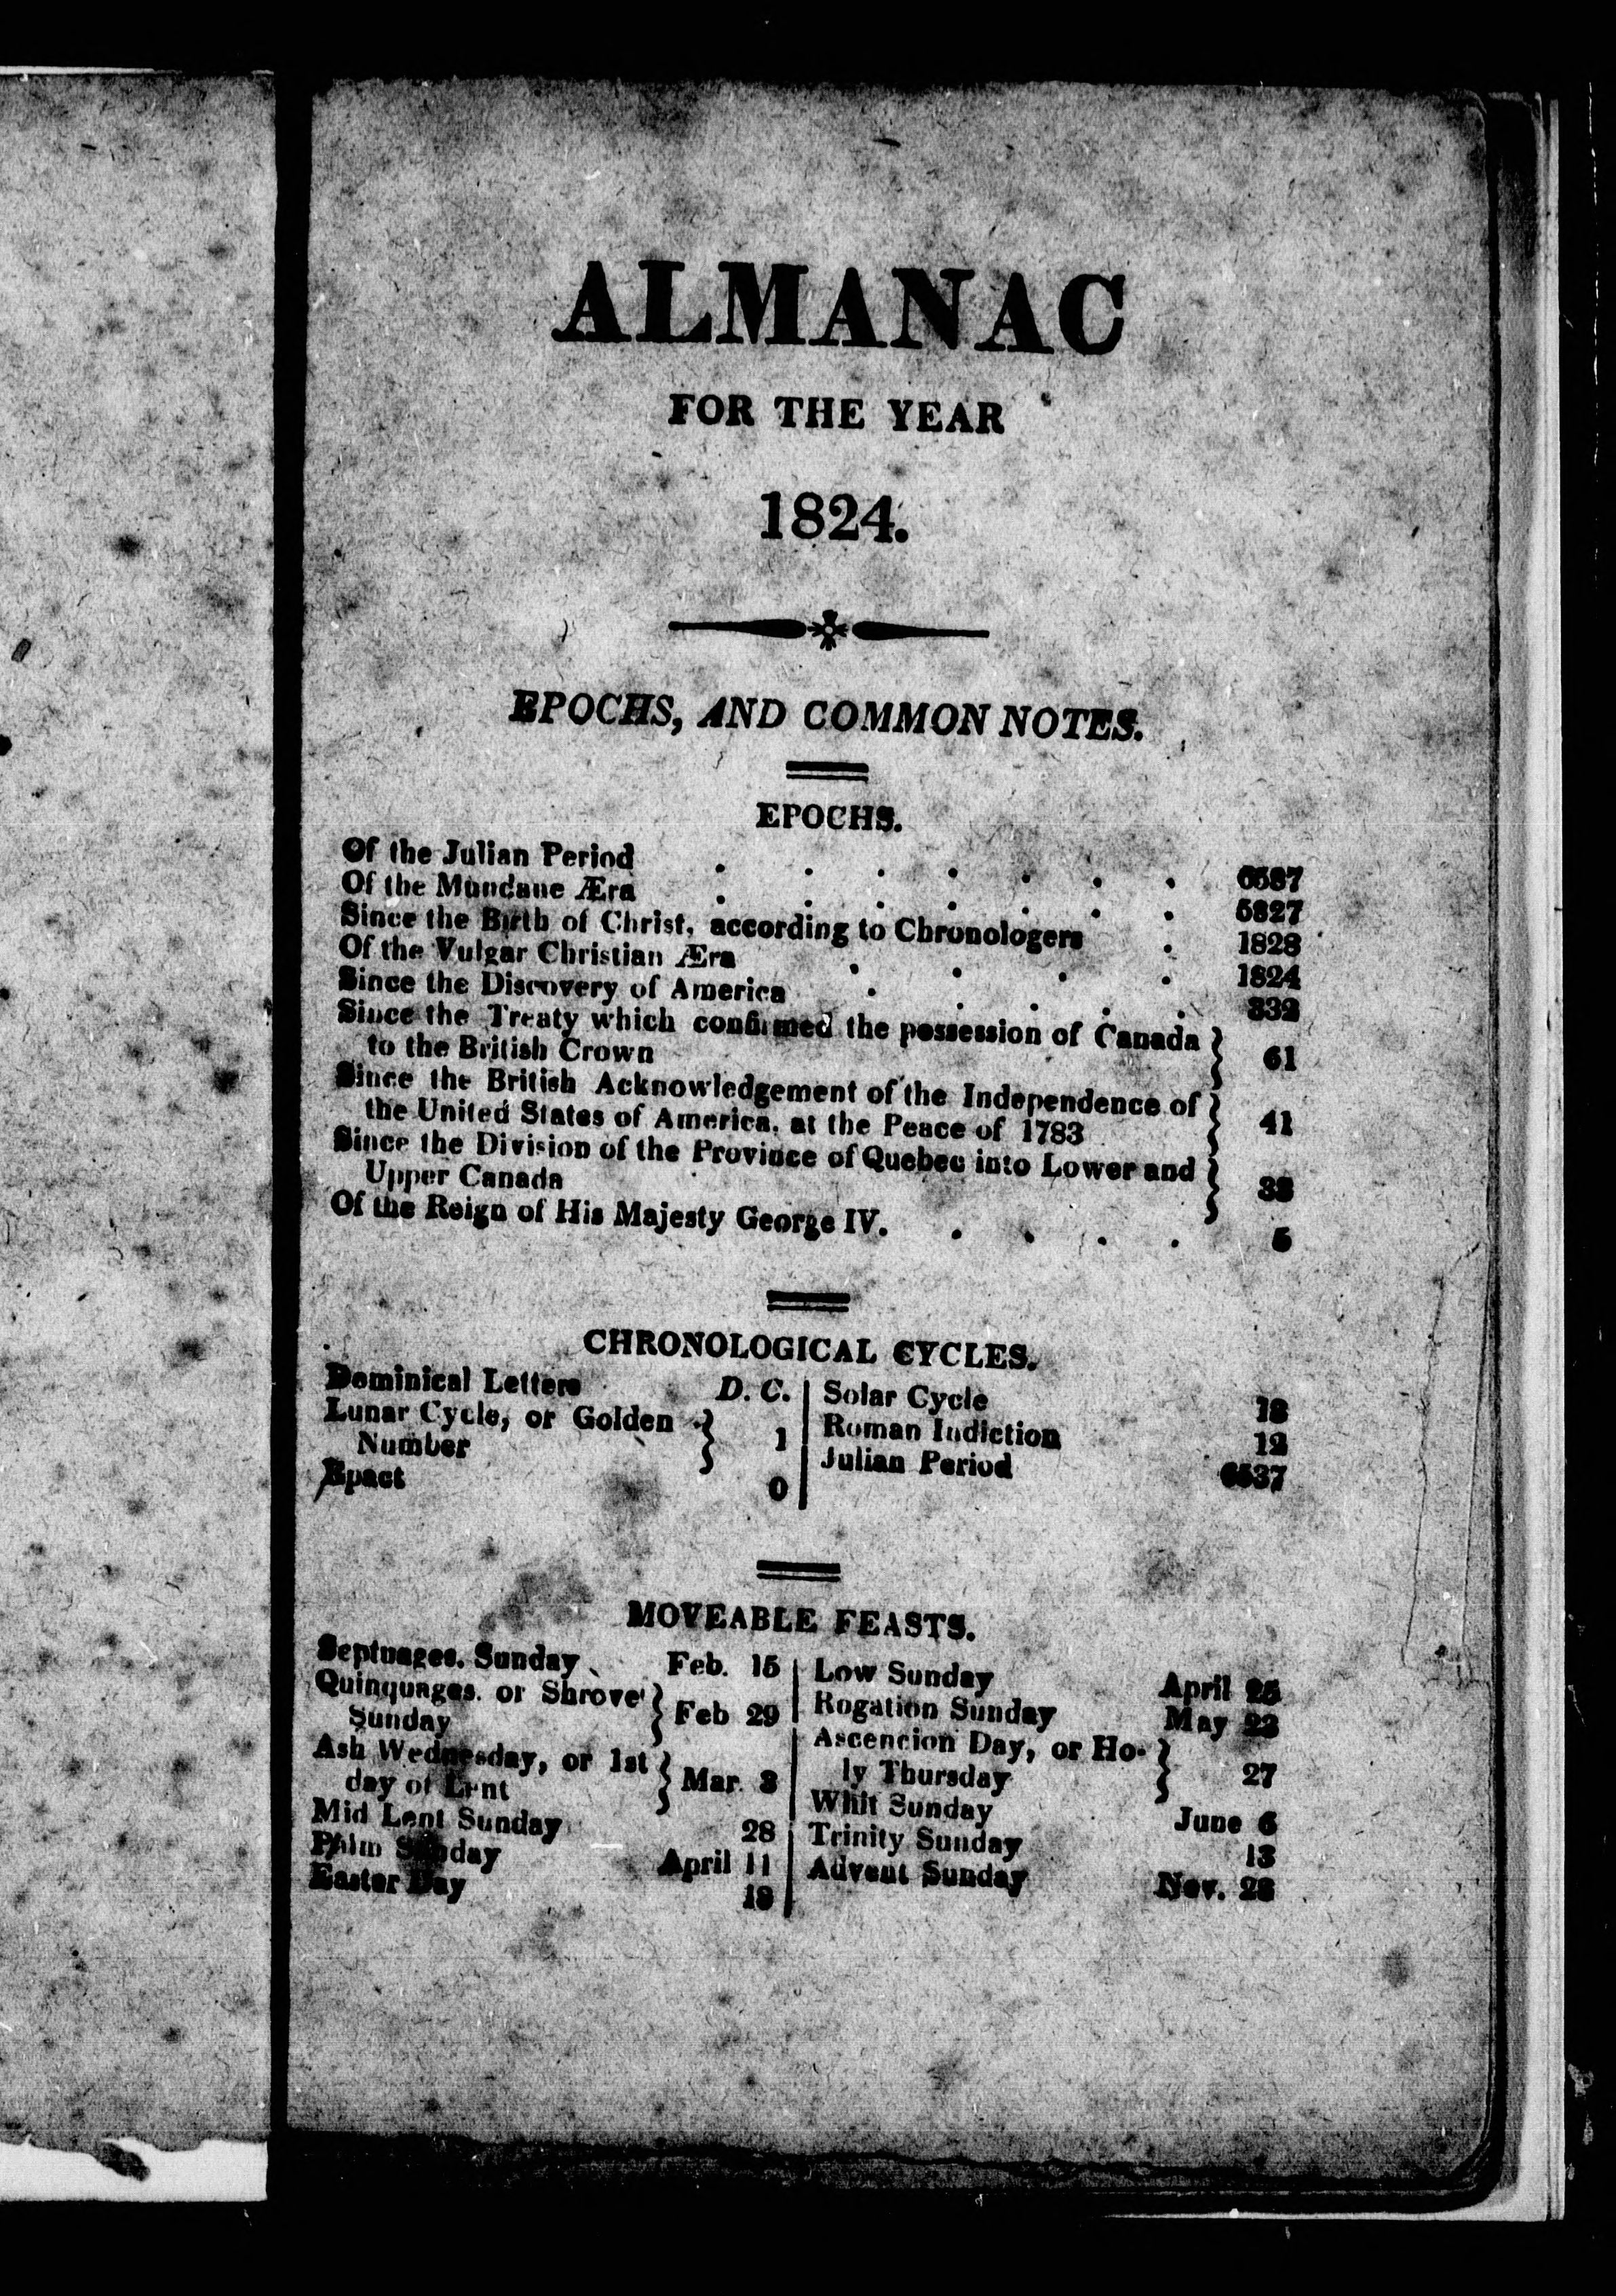 ALMANAC
FOR THE YEAR
1824.
EPOCHS, AND COMMON NOTES.
EPOCHS.
Of the Julian Period . . . . . . . 6537
Of the Mundane Æra . . . . . . . 5827
Since the Birth of Christ, according to Chronologers . 1828
Of the Vulgar Christian Æra . . . . 1824
Since the Discovery of America . . . . . 332
Since the Treaty which confirmed the possession of Canada
to the British Crown } 61
Since the British Acknowledgement of the Independence of
the United States of America, at the Peace of 1783 } 41
Since the Division of the Province of Quebec into Lower and
Upper Canada } 33
Of the Reign of His Majesty George IV. . . . . 5
CHRONOLOGICAL CYCLES.
Dominical Letters D. C.
Lunar Cycle, or Golden
Number } 1
Epact 0
Solar Cycle 13
Roman Indiction 12
Julian Period 6537
MOVEABLE FEASTS.
Septuages. Sunday Feb. 15
Quinquages. or Shrove
Sunday } Feb 29
Ash Wednesday, or 1st
day of Lent } Mar. 3
Mid Lent Sunday 28
Palm Sunday April 11
Easter Day 18
Low Sunday April 25
Rogation Sunday May 23
Ascencion Day, or Ho-
ly Thursday } 27
Whit Sunday June 6
Trinity Sunday 13
Advent Sunday Nov. 28